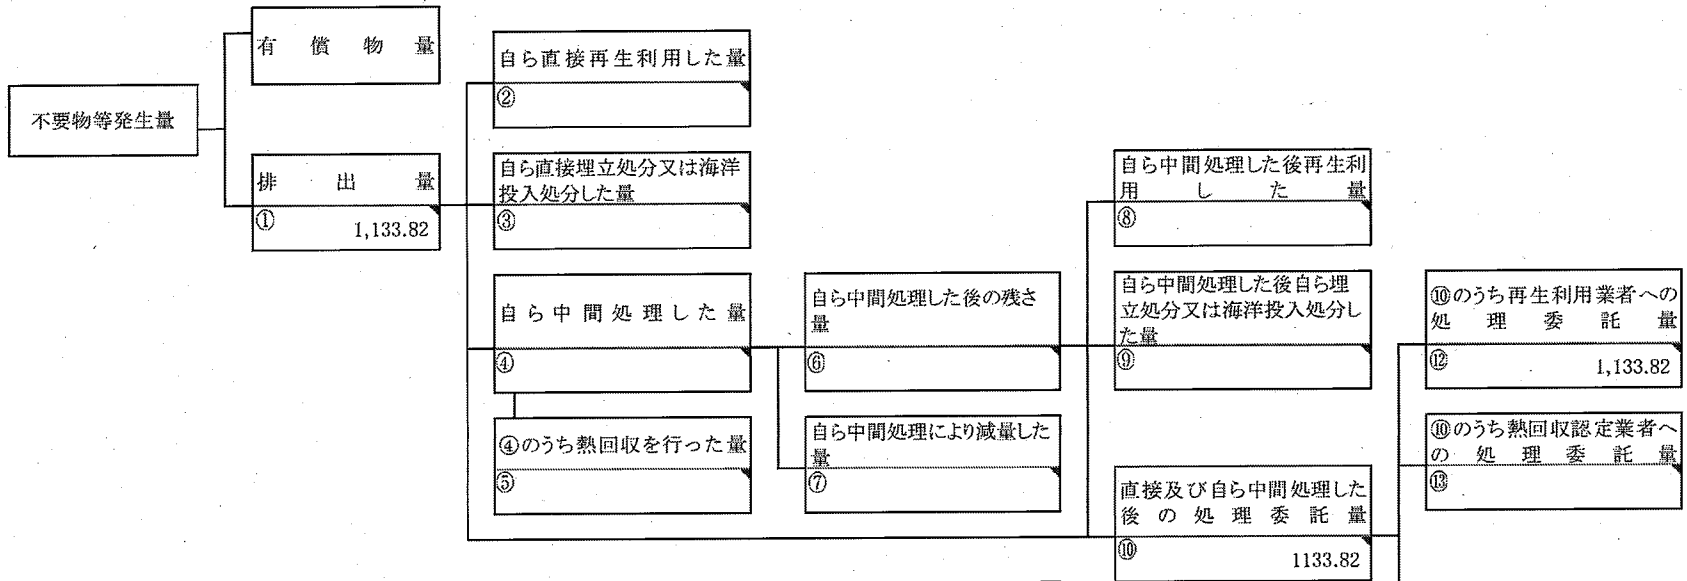 不要物等発生量
有償物量
排出量
①
1,133.82
自ら直接再生利用した量
②
自ら直接埋立処分又は海洋
投入処分した量
③
自ら中間処理した量
④
④のうち熱回収を行った量
⑤
自ら中間処理した後の残さ
量
⑥
自ら中間処理により減量した
量
⑦
自ら中間処理した後再生利
用した量
⑧
自ら中間処理した後自ら埋
立処分又は海洋投入処分し
た量
⑨
直接及び自ら中間処理した
後の処理委託量
⑩
1133.82
⑩のうち再生利用業者への
処理委託量
⑫
1,133.82
⑩のうち熱回収認定業者へ
の処理委託量
⑬